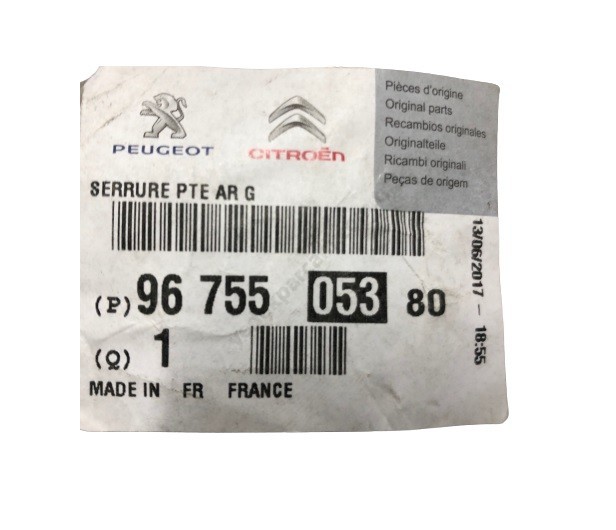 PEUGEOT
CITROËN
Pièces d'origine
Original parts
Recambios originales
Originalteile
Ricambi originali
Peças de origem
SERRURE PTE AR G
(P) 96 755 053 80
(Q) 1
MADE IN FR FRANCE
13/06/2017 - 18:55